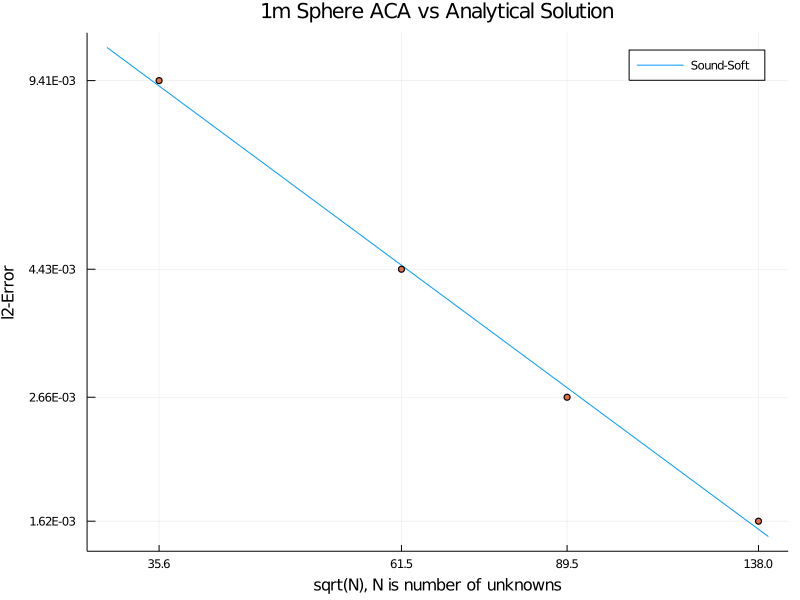 1m Sphere ACA vs Analytical Solution
Sound-Soft
l2-Error
9.41E-03
4.43E-03
2.66E-03
1.62E-03
35.6 61.5 89.5 138.0
sqrt(N), N is number of unknowns